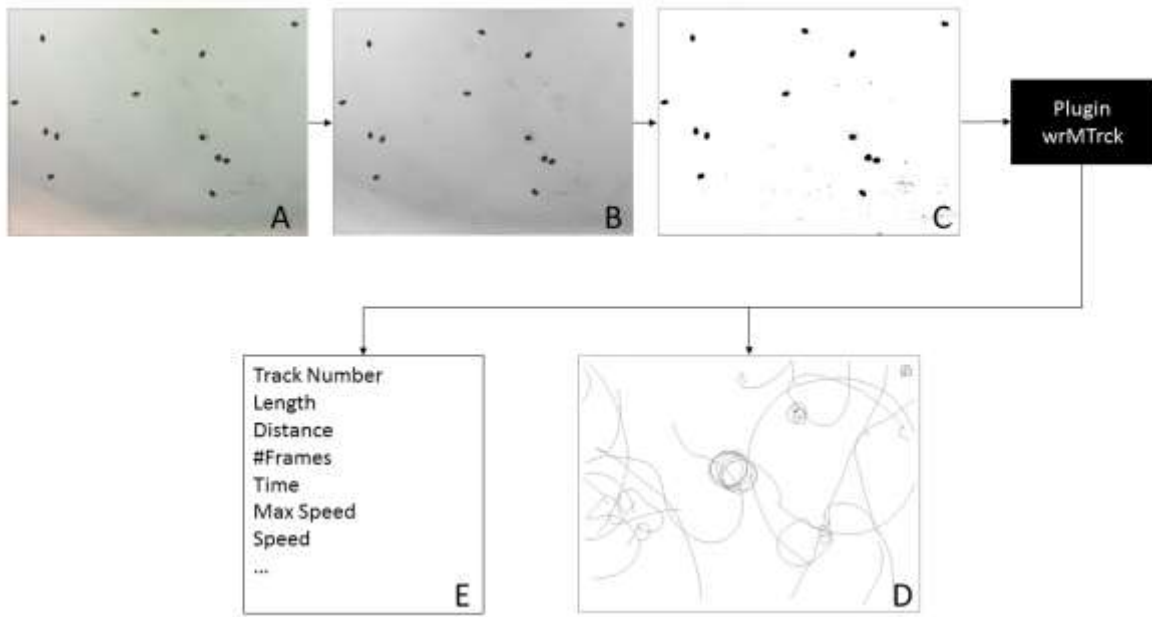 A
B
C
Plugin
wrMTrck
Track Number
Length
Distance
#Frames
Time
Max Speed
Speed
...
E
D